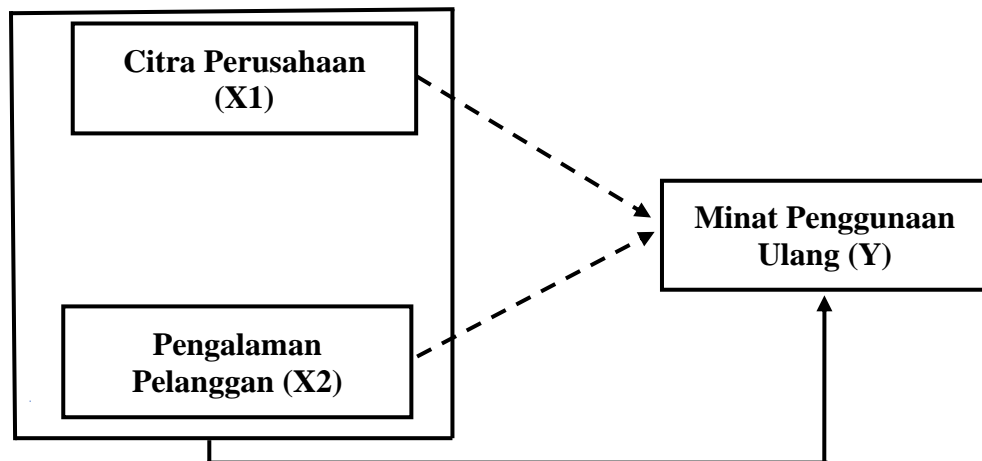 Citra Perusahaan
(X1)
Minat Penggunaan
Ulang (Y)
Pengalaman
Pelanggan (X2)